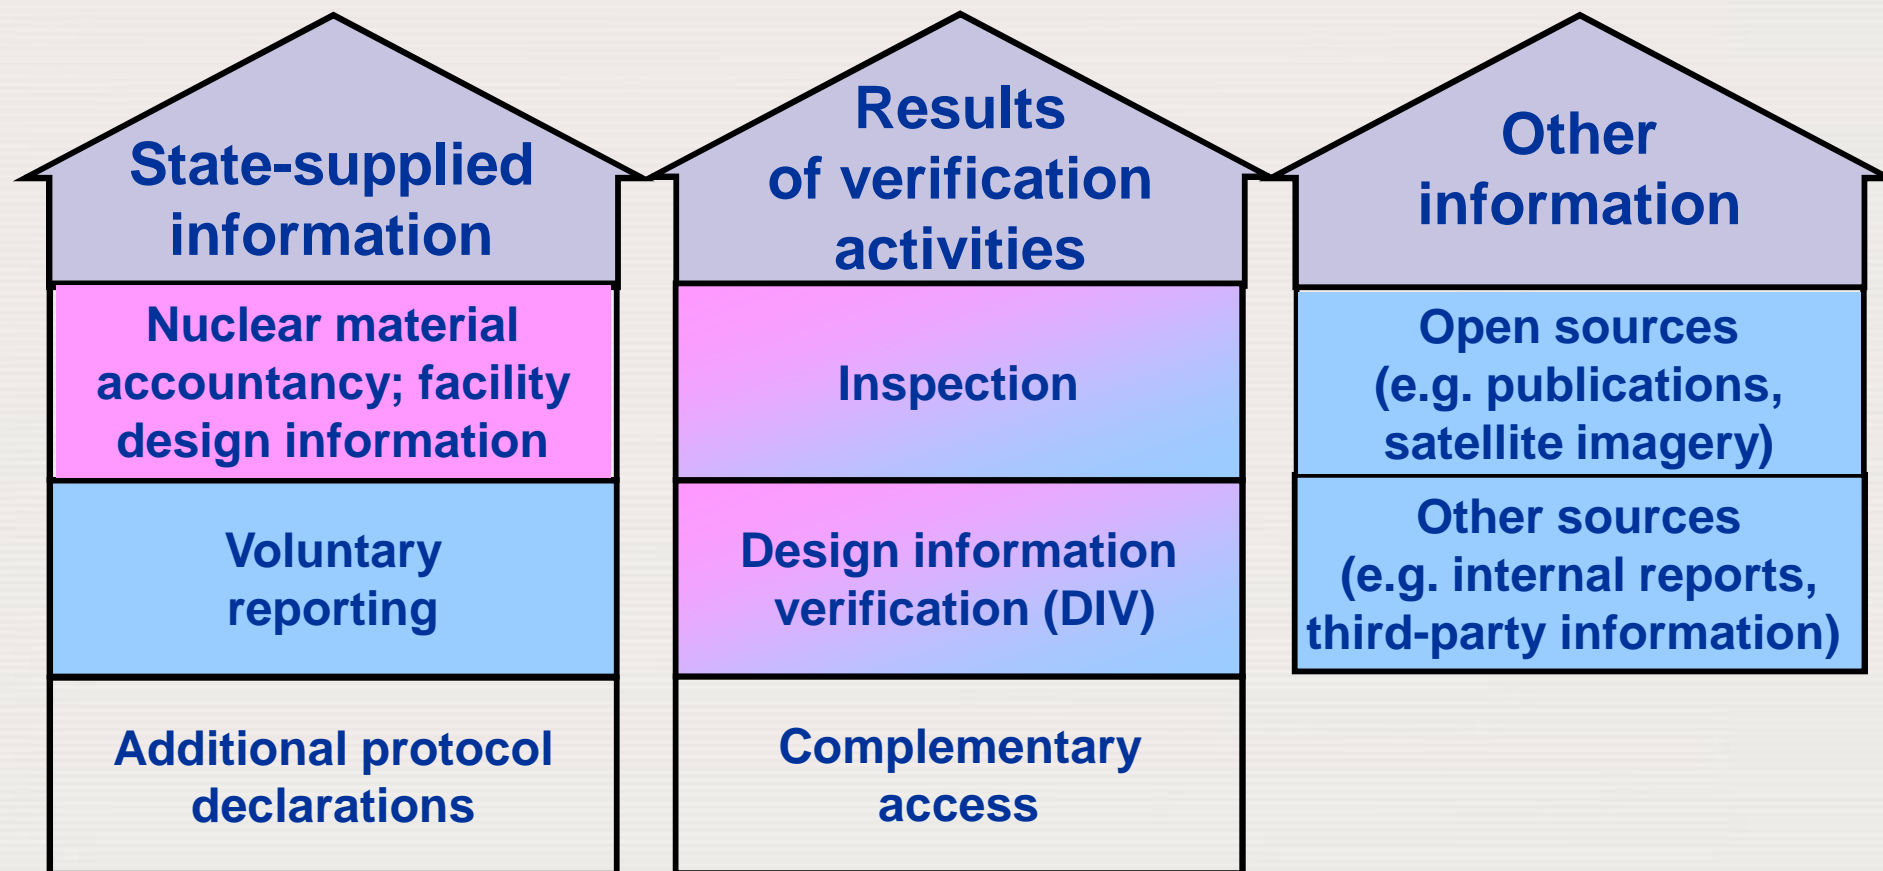 State-supplied
information
Nuclear material
accountancy; facility
design information
Voluntary
reporting
Additional protocol
declarations
Results
of verification
activities
Inspection
Design information
verification (DIV)
Complementary
access
Other
information
Open sources
(e.g. publications,
satellite imagery)
Other sources
(e.g. internal reports,
third-party information)